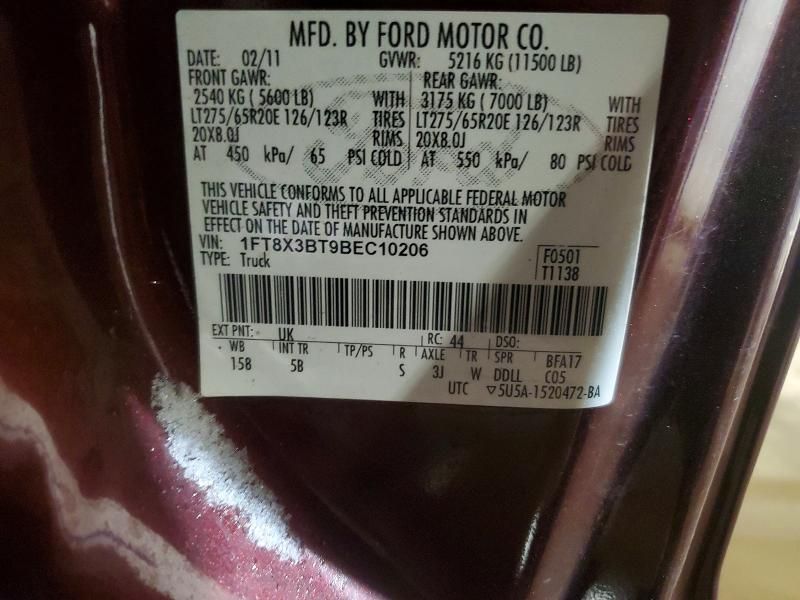 MFD. BY FORD MOTOR CO.
DATE: 02/11 GVWR: 5216 KG (11500 LB)
FRONT GAWR: REAR GAWR:
2540 KG ( 5600 LB) WITH 3175 KG ( 7000 LB) WITH
LT275/65R20E 126/123R TIRES LT275/65R20E 126/123R TIRES
20X8.0J RIMS 20X8.0J RIMS
AT 450 kPa/ 65 PSI COLD AT 550 kPa/ 80 PSI COLD
THIS VEHICLE CONFORMS TO ALL APPLICABLE FEDERAL MOTOR
VEHICLE SAFETY AND THEFT PREVENTION STANDARDS IN
EFFECT ON THE DATE OF MANUFACTURE SHOWN ABOVE.
VIN: 1FT8X3BT9BEC10206
TYPE: Truck
F0501
T1138
EXT PNT: UK RC: 44 DSO:
WB INT TR TP/PS R AXLE TR SPR BFA17
158 5B S 3J W DDLL C05
UTC ▽5U5A-1520472-BA